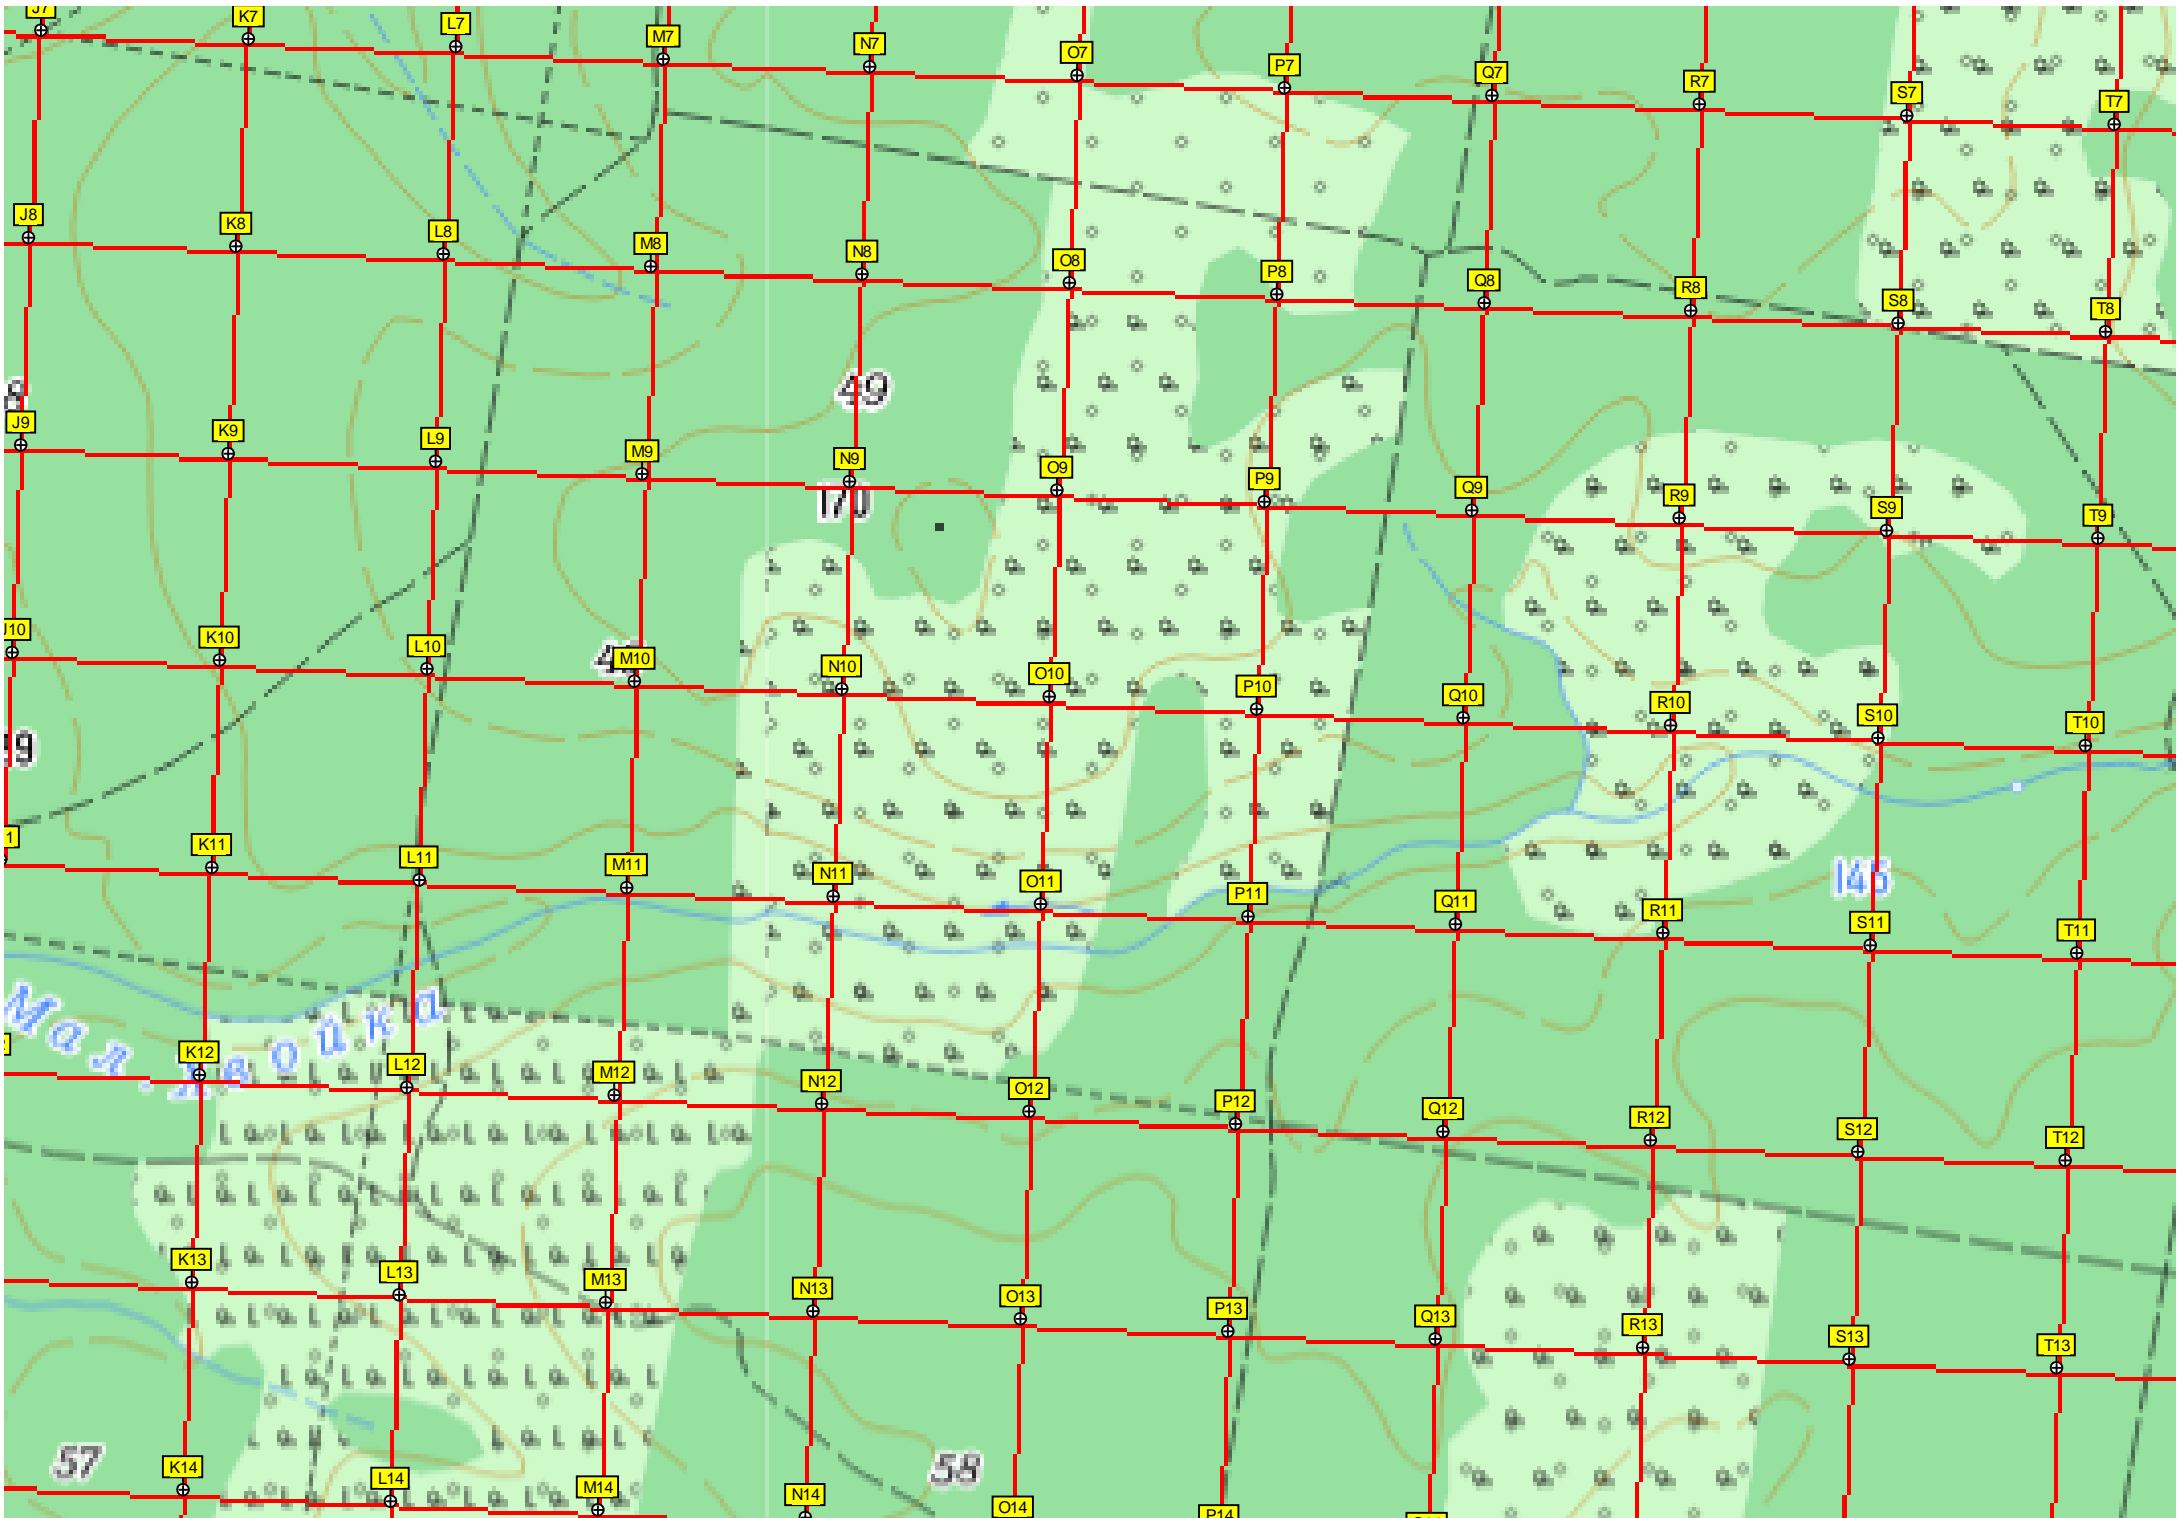 J7 K7 L7 M7 N7 O7 P7 Q7 R7 S7 T7
J8 K8 L8 M8 N8 O8 P8 Q8 R8 S8 T8
49
J9 K9 L9 M9 N9 O9 P9 Q9 R9 S9 T9
170
J10 K10 L10 M10 N10 O10 P10 Q10 R10 S10 T10
K11 L11 M11 N11 O11 P11 Q11 R11 S11 T11
145
Мал. Хвойка
K12 L12 M12 N12 O12 P12 Q12 R12 S12 T12
K13 L13 M13 N13 O13 P13 Q13 R13 S13 T13
57 58
K14 L14 M14 N14 O14 P14